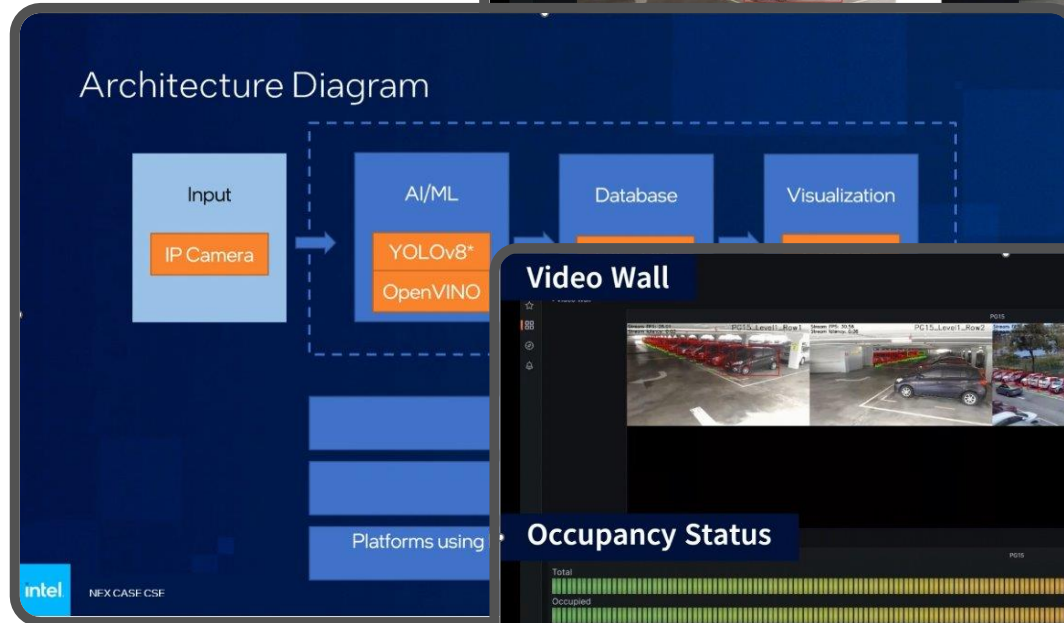 Architecture Diagram
Input
IP Camera
AI/ML
YOLOv8*
OpenVINO
Database
Visualization
Platforms using
intel.
NEX CASE CSE
Video Wall
PG15
PG15_Level1_Row1
PG15_Level1_Row2
Occupancy Status
PG15
Total
Occupied